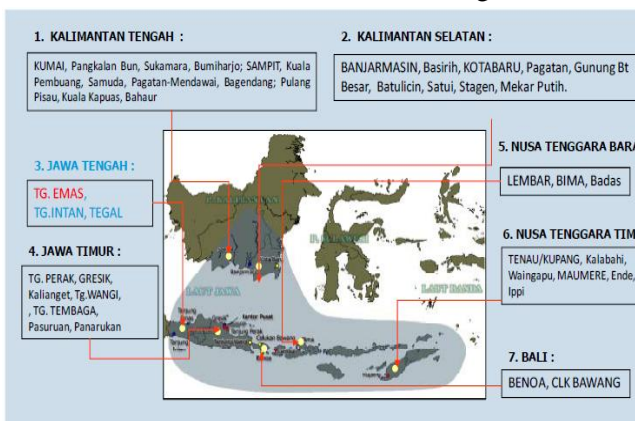 1. KALIMANTAN TENGAH :
KUMAI, Pangkalan Bun, Sukamara, Bumiharjo; SAMPIT, Kuala
Pembuang, Samuda, Pagatan-Mendawai, Bagendang; Pulang
Pisau, Kuala Kapuas, Bahaur
2. KALIMANTAN SELATAN :
BANJARMASIN, Basirih, KOTABARU, Pagatan, Gunung Bt
Besar, Batulicin, Satui, Stagen, Mekar Putih.
3. JAWA TENGAH :
TG. EMAS,
TG.INTAN, TEGAL
4. JAWA TIMUR :
TG. PERAK, GRESIK,
Kalianget, Tg.WANGI,
, TG. TEMBAGA,
Pasuruan, Panarukan
5. NUSA TENGGARA BARA
LEMBAR, BIMA, Badas
6. NUSA TENGGARA TIM
TENAU/KUPANG, Kalabahi,
Waingapu, MAUMERE, Ende,
Ippi
7. BALI :
BENOA, CLK BAWANG
LAUT JAWA
LAUT BANDA